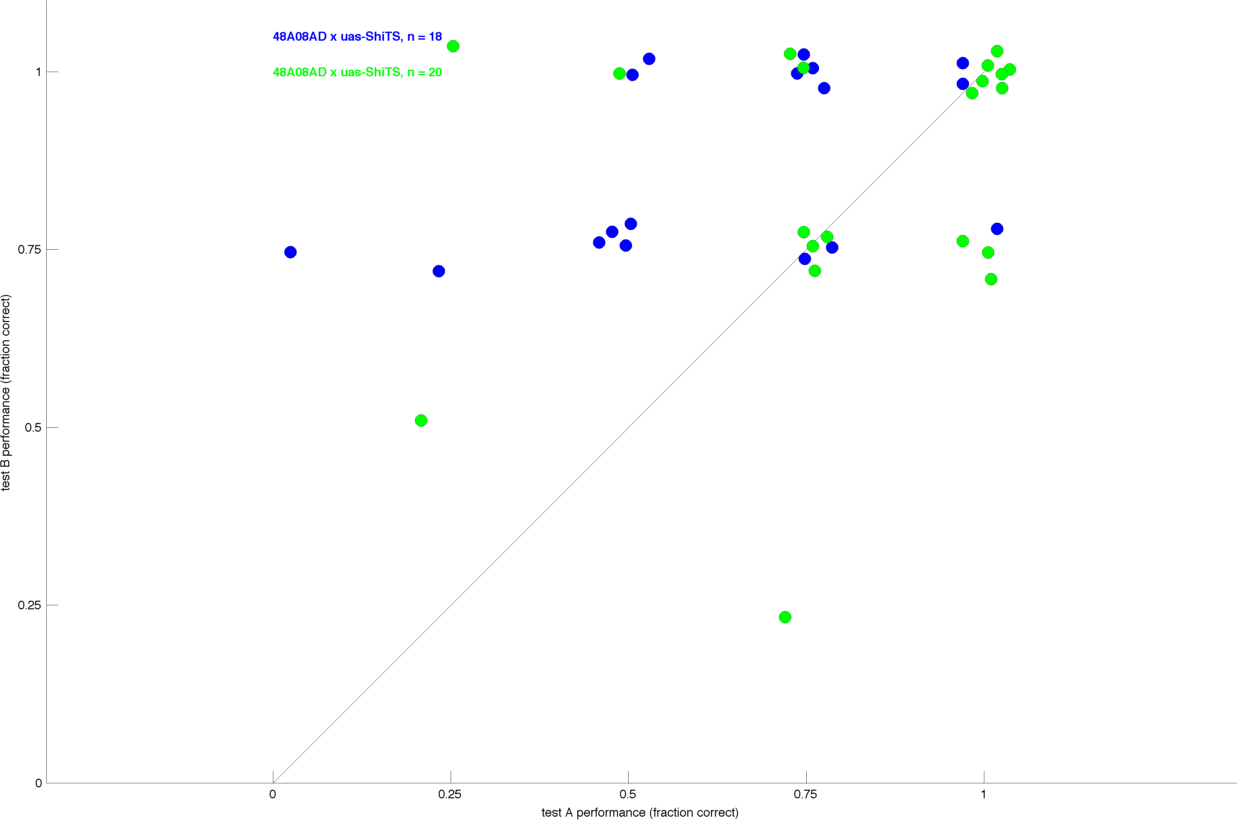 48A08AD x uas-ShiTS, n = 18
48A08AD x uas-ShiTS, n = 20
1
0.75
0.5
0.25
0
test B performance (fraction correct)
0 0.25 0.5 0.75 1
test A performance (fraction correct)